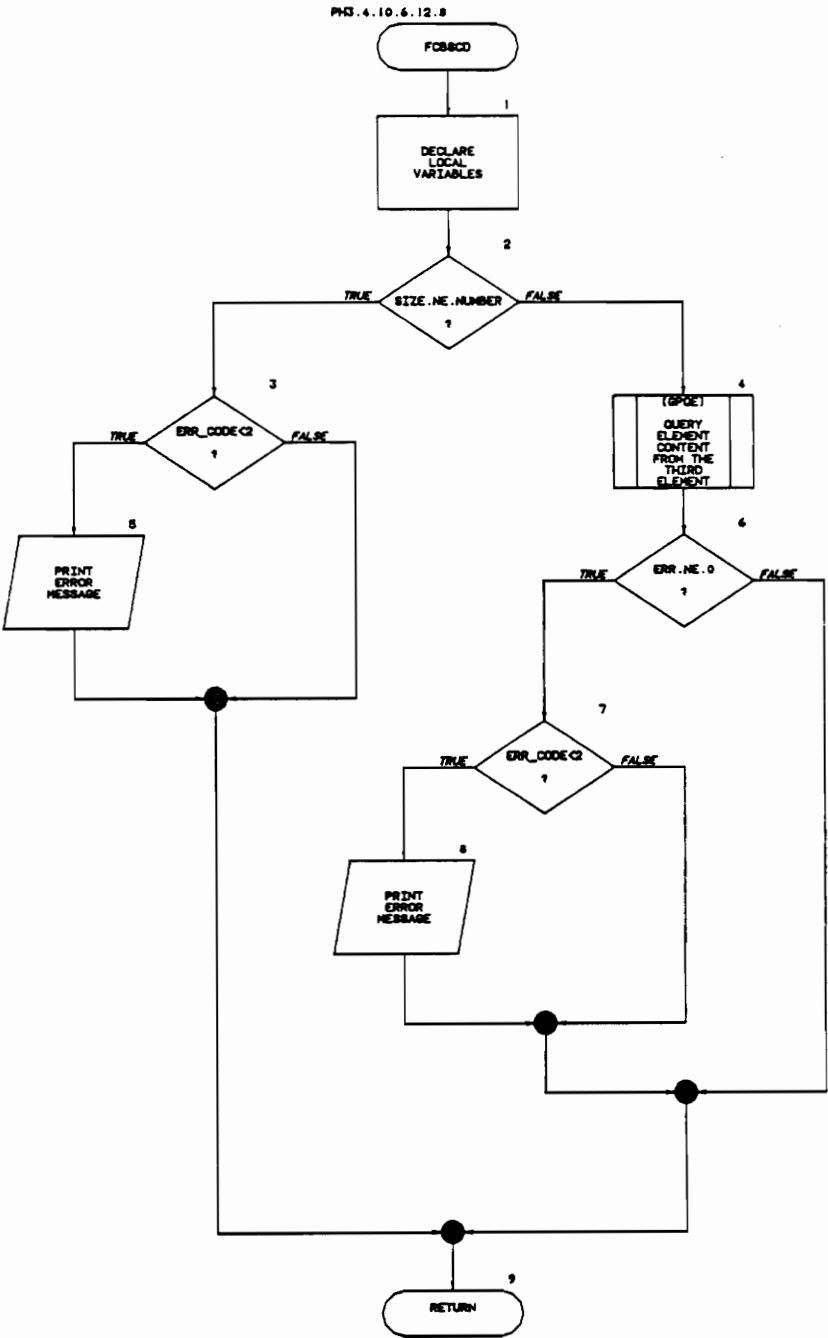 PH3.4.10.6.12.8
FCBSCD
1
DECLARE
LOCAL
VARIABLES
2
TRUE
SIZE.NE.NUMBER
?
FALSE
3
TRUE
ERR_CODE<2
?
FALSE
4
(GPQE)
QUERY
ELEMENT
CONTENT
FROM THE
THIRD
ELEMENT
5
PRINT
ERROR
MESSAGE
6
TRUE
ERR.NE.0
?
FALSE
7
TRUE
ERR_CODE<2
?
FALSE
8
PRINT
ERROR
MESSAGE
9
RETURN